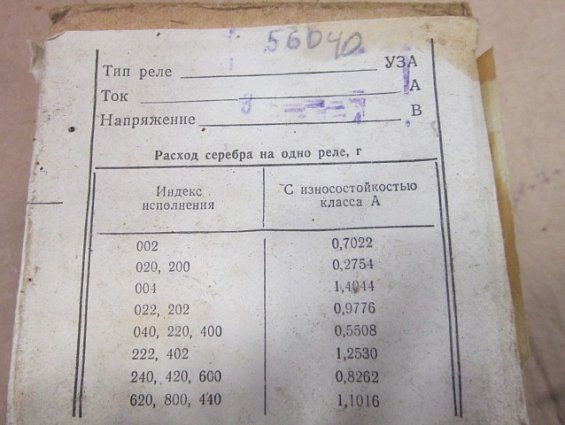 56040
Тип реле УЗА
Ток А
Напряжение В
Расход серебра на одно реле, г
Индекс исполнения
С износостойкостью класса А
002 0,7022
020, 200 0,2754
004 1,4044
022, 202 0,9776
040, 220, 400 0,5508
222, 402 1,2530
240, 420, 600 0,8262
620, 800, 440 1,1016